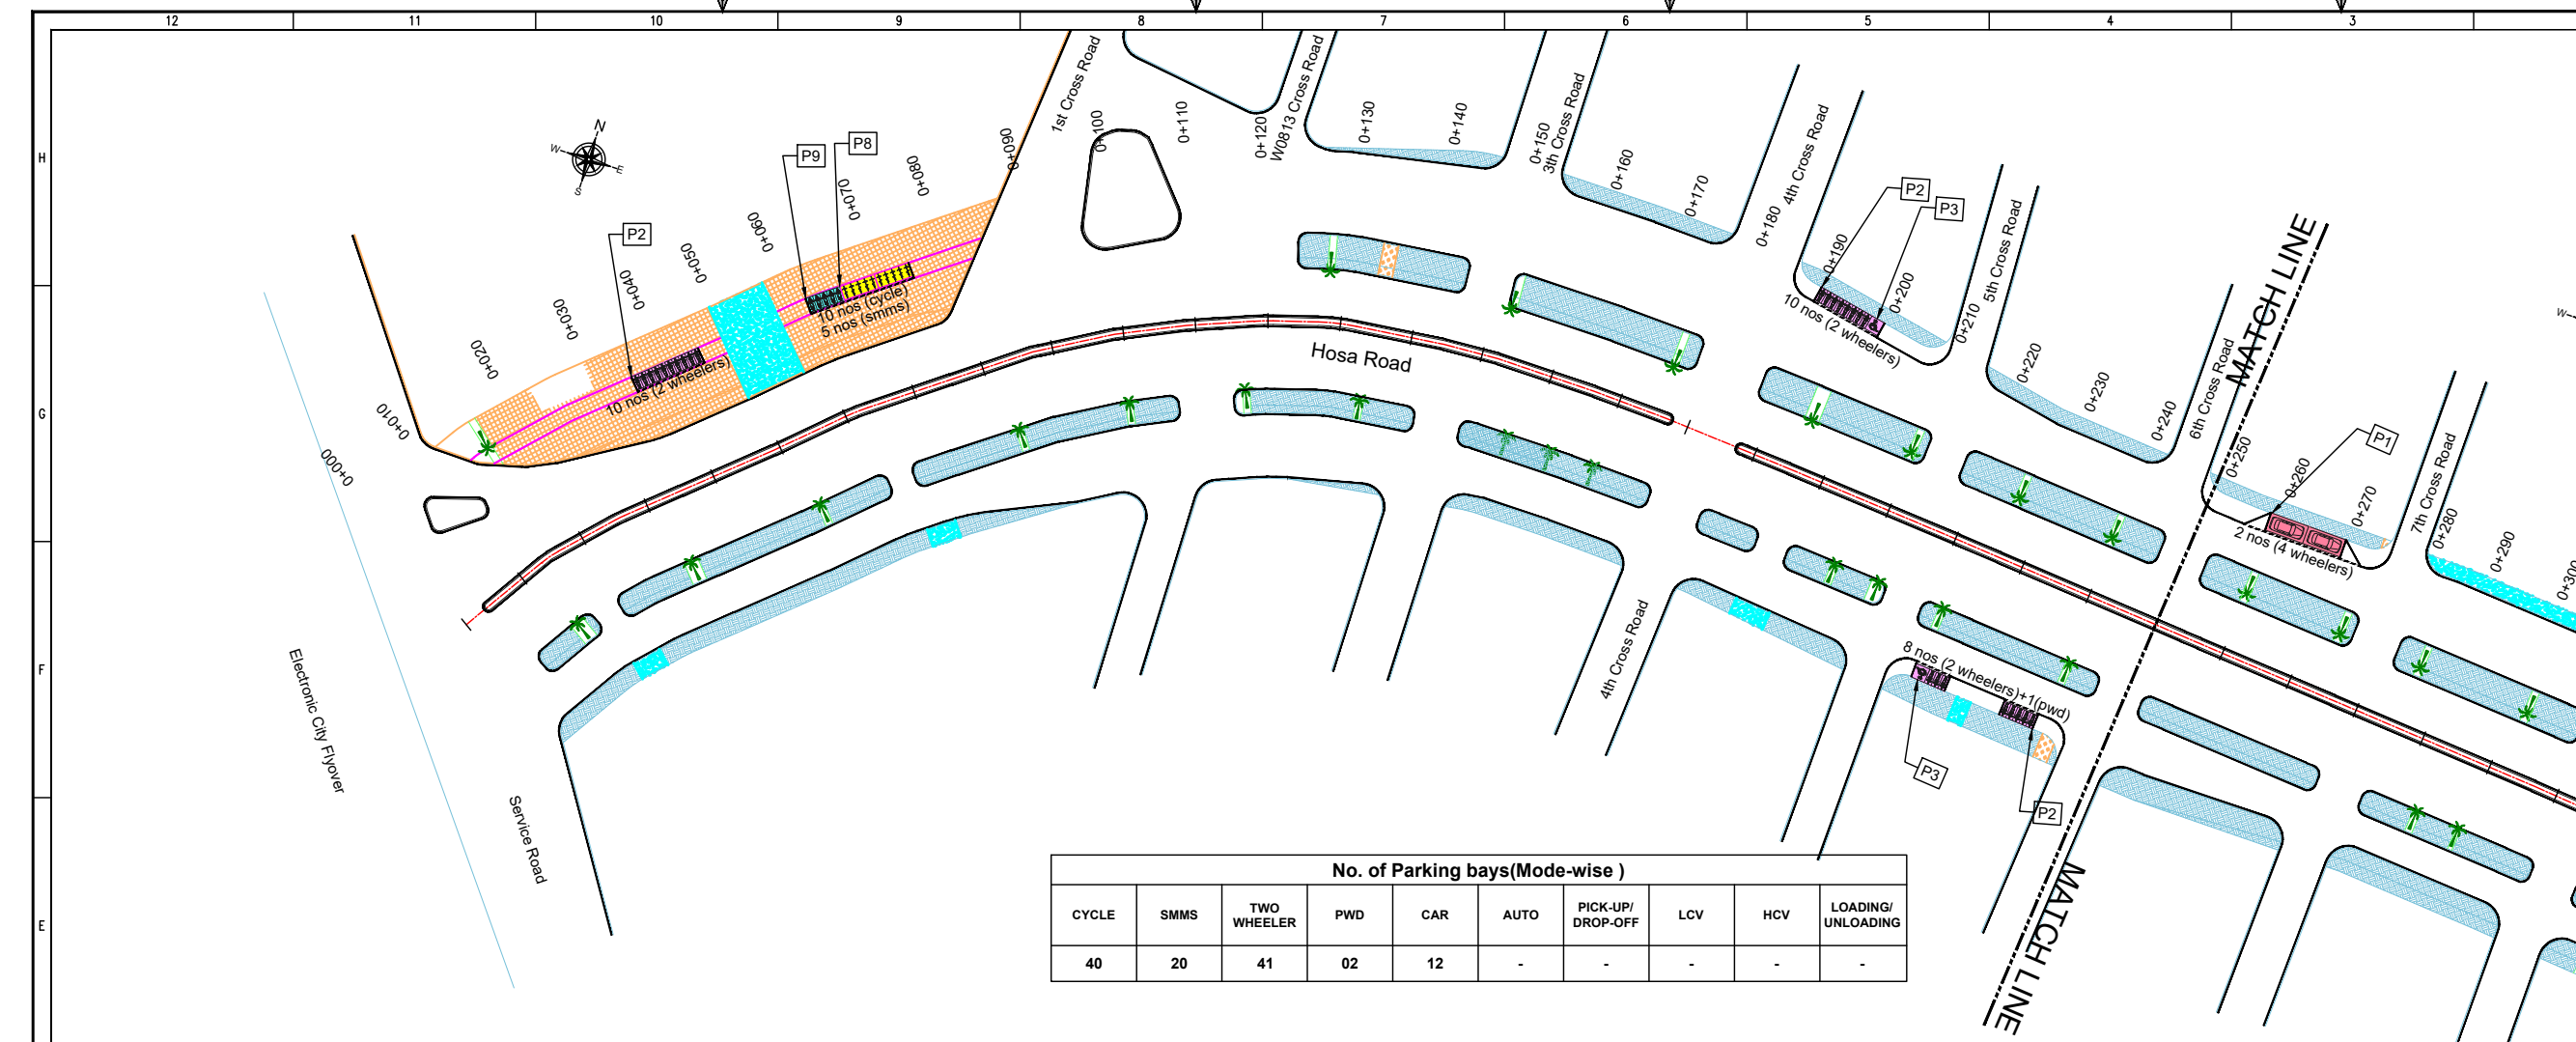 12 11 10 9 8 7 6 5 4 3
H
G
F
E
N
W
E
S
W
1st Cross Road
W0813 Cross Road
3th Cross Road
4th Cross Road
5th Cross Road
6th Cross Road
7th Cross Road
0+000
0+010
0+020
0+030
0+040
0+050
0+060
0+070
0+080
0+090
0+100
0+110
0+120
0+130
0+140
0+150
0+160
0+170
0+180
0+190
0+200
0+210
0+220
0+230
0+240
0+250
0+260
0+270
0+280
0+290
0+300
P2
P9
P8
10 nos (2 wheelers)
10 nos (cycle)
5 nos (smms)
P2
P3
10 nos (2 wheelers)
MATCH LINE
P1
2 nos (4 wheelers)
Hosa Road
4th Cross Road
8 nos (2 wheelers)+1(pwd)
P3
P2
MATCH LINE
Electronic City Flyover
Service Road
No. of Parking bays(Mode-wise )
CYCLE SMMS TWO WHEELER PWD CAR AUTO PICK-UP/ DROP-OFF LCV HCV LOADING/ UNLOADING
40 20 41 02 12 - - - - -